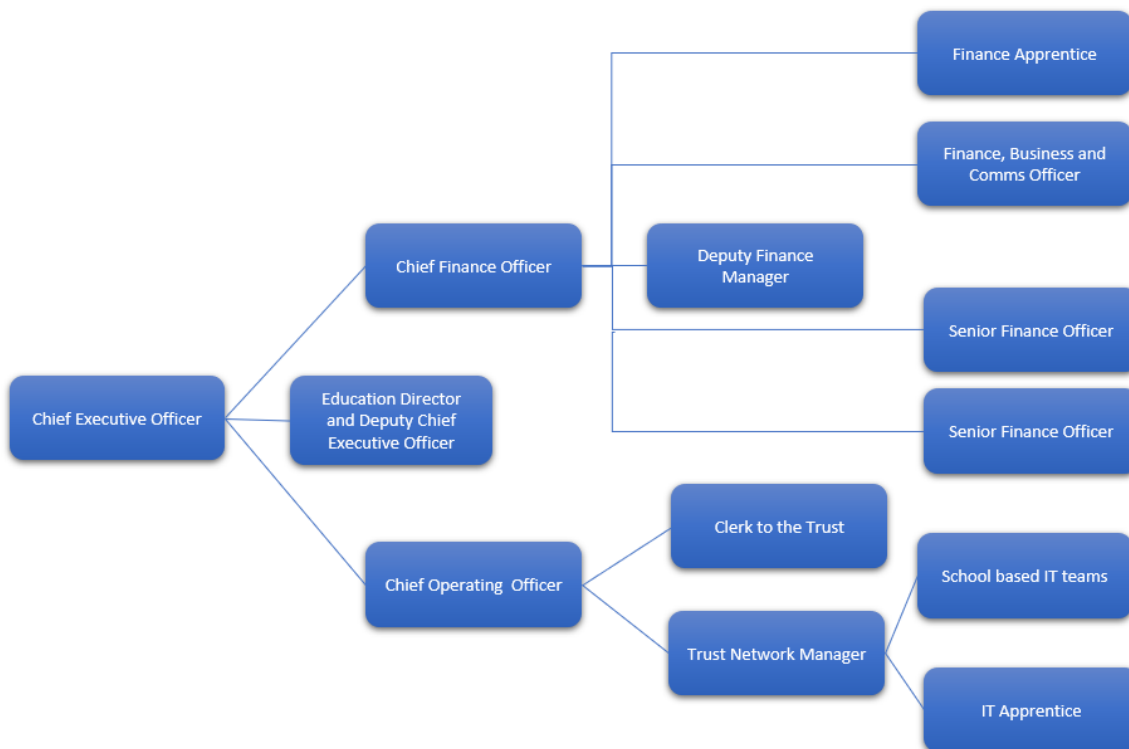 Finance Apprentice
Finance, Business and
Comms Officer
Chief Finance Officer
Deputy Finance
Manager
Senior Finance Officer
Chief Executive Officer
Education Director
and Deputy Chief
Executive Officer
Senior Finance Officer
Clerk to the Trust
Chief Operating Officer
School based IT teams
Trust Network Manager
IT Apprentice